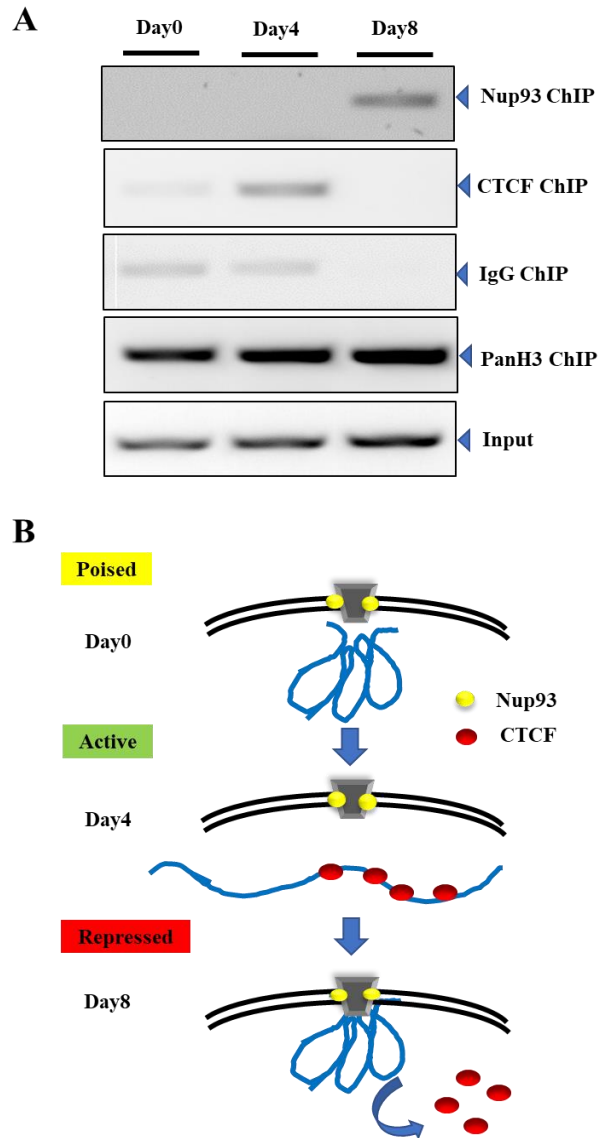 A
Day0 Day4 Day8
Nup93 ChIP
CTCF ChIP
IgG ChIP
PanH3 ChIP
Input
B
Poised
Day0
Nup93
CTCF
Active
Day4
Repressed
Day8